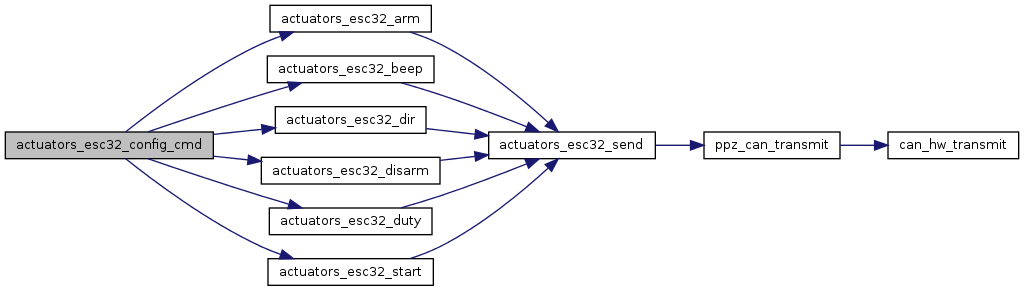 actuators_esc32_arm
actuators_esc32_beep
actuators_esc32_dir
actuators_esc32_config_cmd
actuators_esc32_send
ppz_can_transmit
can_hw_transmit
actuators_esc32_disarm
actuators_esc32_duty
actuators_esc32_start